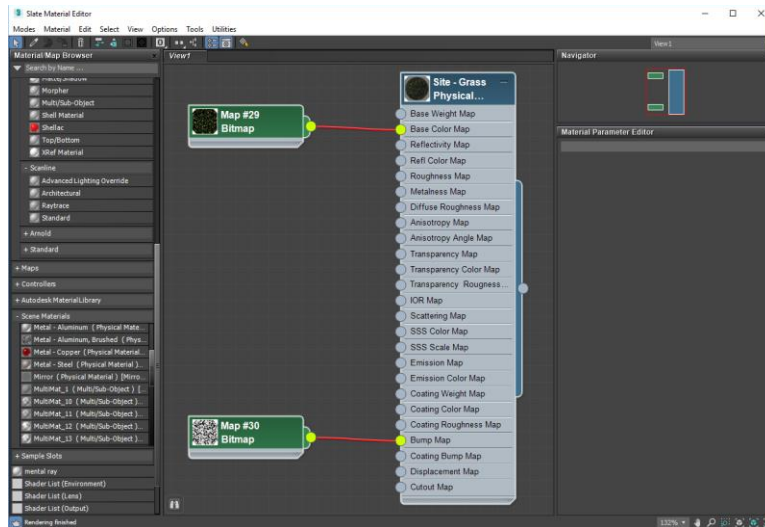 Slate Material Editor
Modes Material Edit Select View Options Tools Utilities
View1
Material/Map Browser
Search by Name ...
Matte/Shadow
Morpher
Multi/Sub-Object
Shell Material
Shellac
Top/Bottom
XRef Material
- Scanline
Advanced Lighting Override
Architectural
Raytrace
Standard
+ Arnold
+ Standard
+ Maps
+ Controllers
+ Autodesk Material Library
- Scene Materials
Metal - Aluminum ( Physical Mate...
Metal - Aluminum, Brushed ( Phys...
Metal - Copper ( Physical Material...
Metal - Steel ( Physical Material )...
Mirror ( Physical Material ) [Mirro...
MultiMat_1 ( Multi/Sub-Object ) [...
MultiMat_10 ( Multi/Sub-Object )...
MultiMat_11 ( Multi/Sub-Object )...
MultiMat_12 ( Multi/Sub-Object )...
MultiMat_13 ( Multi/Sub-Object )...
+ Sample Slots
mental ray
Shader List (Environment)
Shader List (Lens)
Shader List (Output)
Rendering finished
View1
Map #29
Bitmap
Map #30
Bitmap
Site - Grass
Physical...
Base Weight Map
Base Color Map
Reflectivity Map
Refl Color Map
Roughness Map
Metalness Map
Diffuse Roughness Map
Anisotropy Map
Anisotropy Angle Map
Transparency Map
Transparency Color Map
Transparency Rougness...
IOR Map
Scattering Map
SSS Color Map
SSS Scale Map
Emission Map
Emission Color Map
Coating Weight Map
Coating Color Map
Coating Roughness Map
Bump Map
Coating Bump Map
Displacement Map
Cutout Map
Navigator
Material Parameter Editor
132%